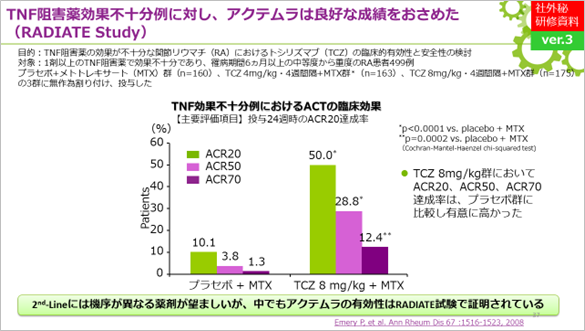 TNF阻害薬効果不十分例に対し、アクテムラは良好な成績をおさめた
（RADIATE Study）
社外秘
研修資料
ver.3
目的：TNF阻害薬の効果が不十分な関節リウマチ（RA）におけるトシリズマブ（TCZ）の臨床的有効性と安全性の検討
対象：1剤以上のTNF阻害薬で効果不十分であり、罹病期間6ヵ月以上の中等度から重度のRA患者499例
プラセボ+メトトレキサート（MTX）群（n=160）、TCZ 4mg/kg・4週間隔+MTX群*（n=163）、TCZ 8mg/kg・4週間隔+MTX群（n=175）
の3群に無作為割り付け、投与した
TNF効果不十分例におけるACTの臨床効果
【主要評価項目】投与24週時のACR20達成率
*p<0.0001 vs. placebo + MTX
**p=0.0002 vs. placebo + MTX
(Cochran-Mantel-Haenzel chi-squared test)
(%)
60
50
40
30
20
10
0
Patients
ACR20
ACR50
ACR70
10.1
3.8
1.3
50.0*
28.8*
12.4**
プラセボ + MTX
TCZ 8 mg/kg + MTX
● TCZ 8mg/kg群において
ACR20、ACR50、ACR70
達成率は、プラセボ群に
比較し有意に高かった
2nd-Lineには機序が異なる薬剤が望ましいが、中でもアクテムラの有効性はRADIATE試験で証明されている
Emery P, et al. Ann Rheum Dis 67 :1516-1523, 2008